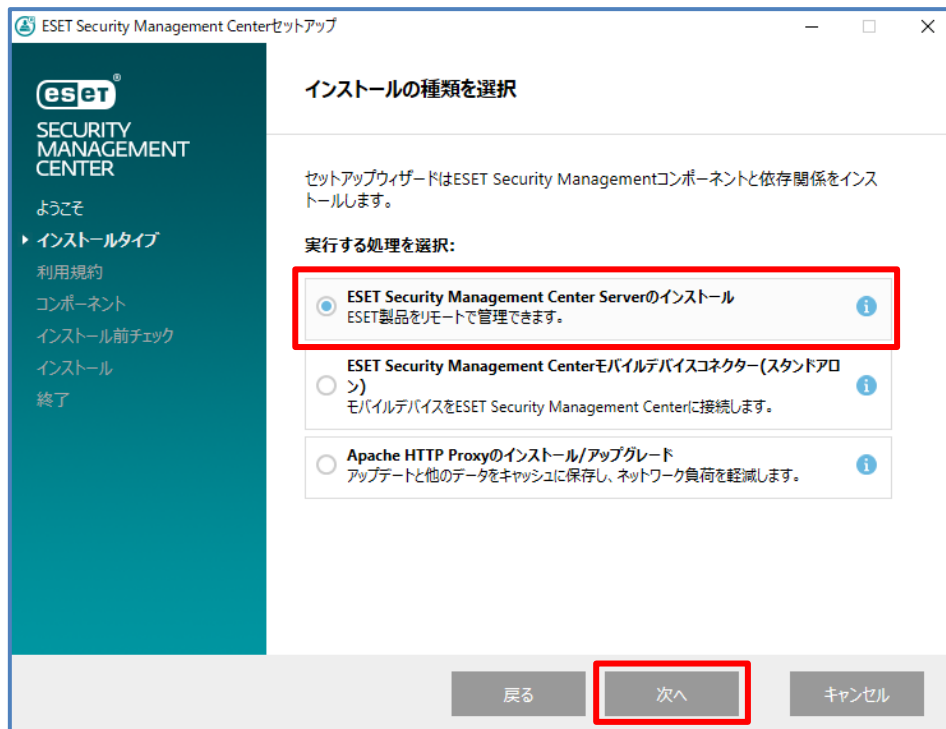 ESET Security Management Centerセットアップ
eseT®
SECURITY
MANAGEMENT
CENTER
ようこそ
インストールタイプ
利用規約
コンポーネント
インストール前チェック
インストール
終了
インストールの種類を選択
セットアップウィザードはESET Security Managementコンポーネントと依存関係をインス
トールします。
実行する処理を選択:
ESET Security Management Center Serverのインストール
ESET製品をリモートで管理できます。
ESET Security Management Centerモバイルデバイスコネクター(スタンドアロ
ン)
モバイルデバイスをESET Security Management Centerに接続します。
Apache HTTP Proxyのインストール/アップグレード
アップデートと他のデータをキャッシュに保存し、ネットワーク負荷を軽減します。
戻る
次へ
キャンセル